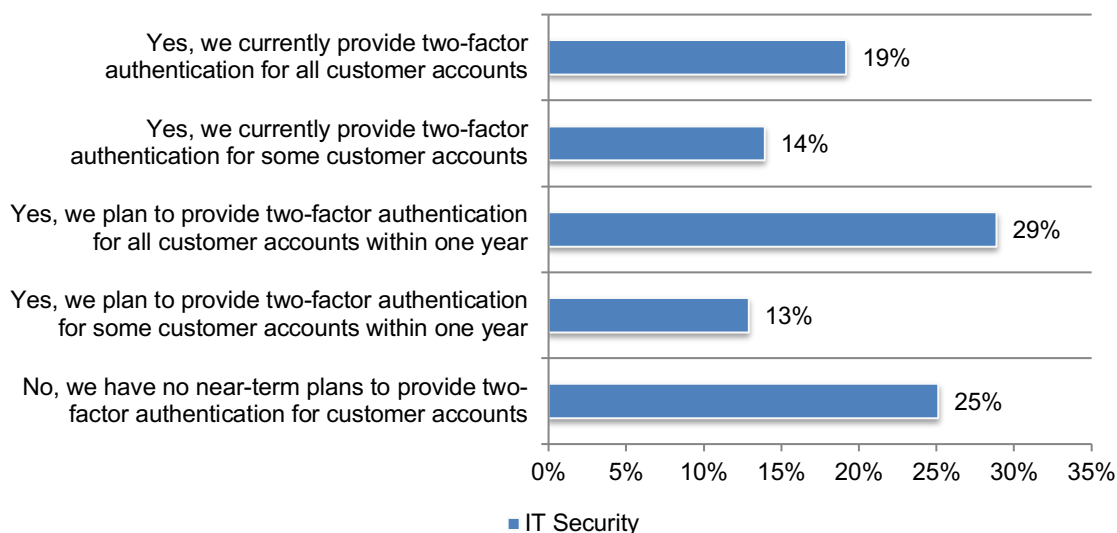 Yes, we currently provide two-factor
authentication for all customer accounts
19%
Yes, we currently provide two-factor
authentication for some customer accounts
14%
Yes, we plan to provide two-factor authentication
for all customer accounts within one year
29%
Yes, we plan to provide two-factor authentication
for some customer accounts within one year
13%
No, we have no near-term plans to provide two-
factor authentication for customer accounts
25%
0% 5% 10% 15% 20% 25% 30% 35%
IT Security